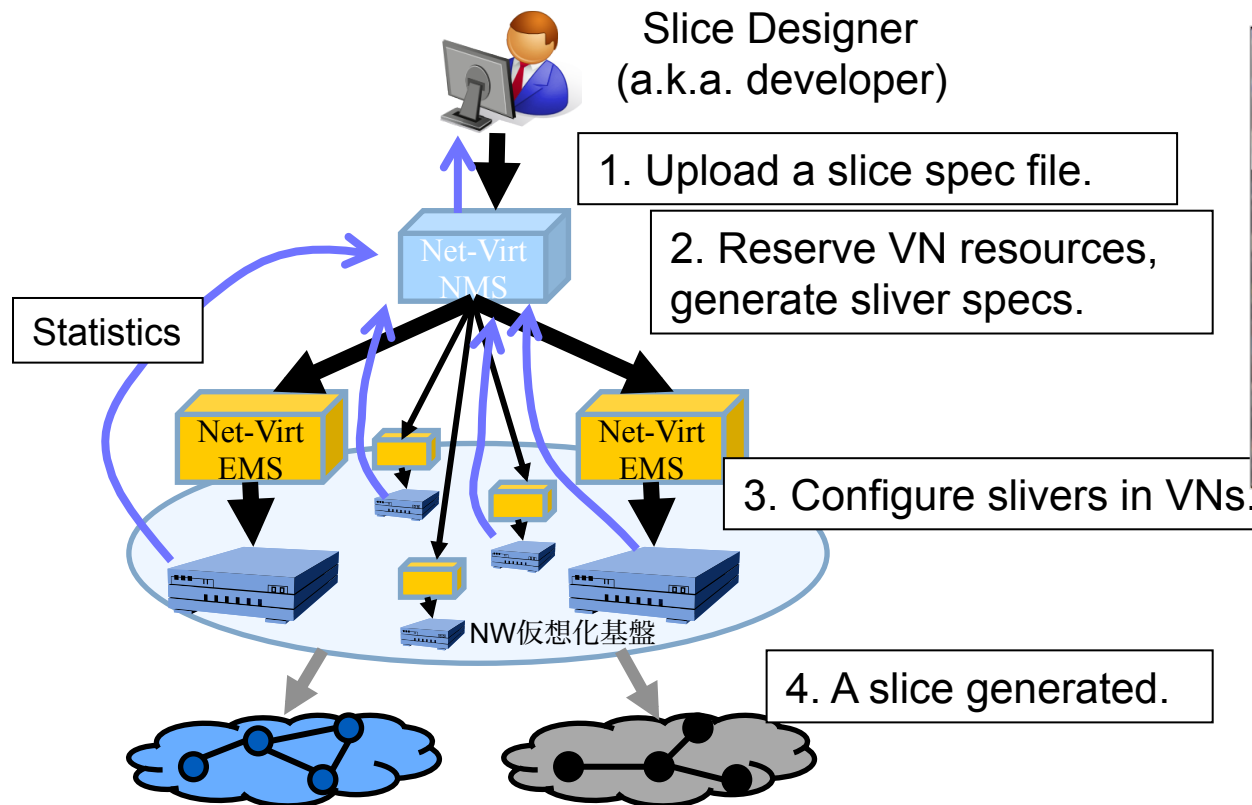 Slice Designer
(a.k.a. developer)
1. Upload a slice spec file.
Net-Virt
NMS
2. Reserve VN resources,
generate sliver specs.
Statistics
Net-Virt
EMS
Net-Virt
EMS
3. Configure slivers in VNs.
NW仮想化基盤
4. A slice generated.